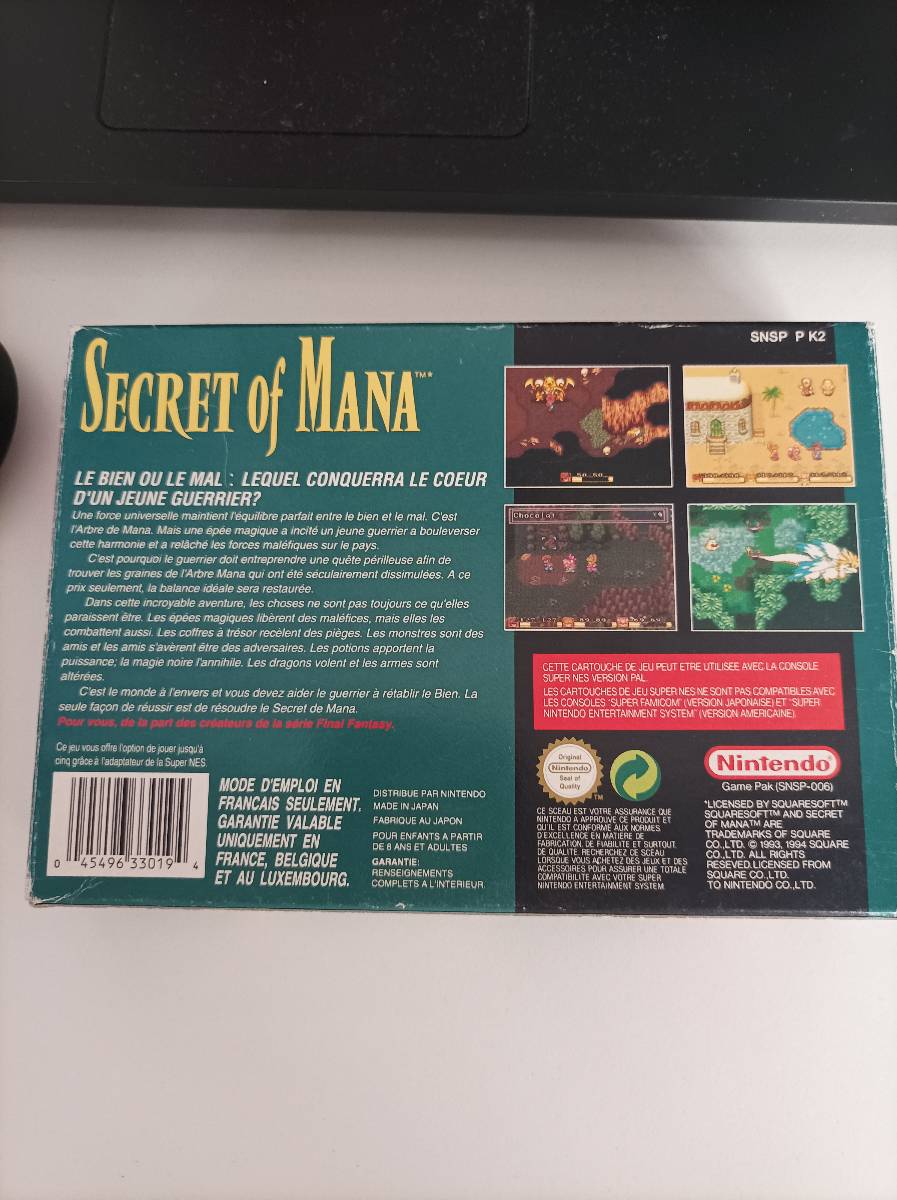 SECRET of MANA™*
LE BIEN OU LE MAL : LEQUEL CONQUERRA LE COEUR
D'UN JEUNE GUERRIER?
Une force universelle maintient l'équilibre parfait entre le bien et le mal. C'est
l'Arbre de Mana. Mais une épée magique a incité un jeune guerrier à bouleverser
cette harmonie et a relâché les forces maléfiques sur le pays.
C'est pourquoi le guerrier doit entreprendre une quête périlleuse afin de
trouver les graines de l'Arbre Mana qui ont été séculairement dissimulées. A ce
prix seulement, la balance idéale sera restaurée.
Dans cette incroyable aventure, les choses ne sont pas toujours ce qu'elles
paraissent être. Les épées magiques libèrent des maléfices, mais elles les
combattent aussi. Les coffres à trésor recèlent des pièges. Les monstres sont des
amis et les amis s'avèrent être des adversaires. Les potions apportent la
puissance; la magie noire l'annihile. Les dragons volent et les armes sont
altérées.
C'est le monde à l'envers et vous devez aider le guerrier à rétablir le Bien. La
seule façon de réussir est de résoudre le Secret de Mana.
Pour vous, de la part des créateurs de la série Final Fantasy.
Ce jeu vous offre l'option de jouer jusqu'à
cinq grâce à l'adaptateur de la Super NES.
0 45496 33019 4
MODE D'EMPLOI EN
FRANCAIS SEULEMENT.
GARANTIE VALABLE
UNIQUEMENT EN
FRANCE, BELGIQUE
ET AU LUXEMBOURG.
DISTRIBUE PAR NINTENDO
MADE IN JAPAN
FABRIQUE AU JAPON
POUR ENFANTS A PARTIR
DE 8 ANS ET ADULTES
GARANTIE:
RENSEIGNEMENTS
COMPLETS A L'INTERIEUR.
SNSP P K2
Chocolat
CETTE CARTOUCHE DE JEU PEUT ETRE UTILISEE AVEC LA CONSOLE
SUPER NES VERSION PAL.
LES CARTOUCHES DE JEU SUPER NES NE SONT PAS COMPATIBLES AVEC
LES CONSOLES "SUPER FAMICOM" (VERSION JAPONAISE) ET "SUPER
NINTENDO ENTERTAINMENT SYSTEM" (VERSION AMERICAINE).
Original
Nintendo
Seal of
Quality
TM
CE SCEAU EST VOTRE ASSURANCE QUE
NINTENDO A APPROUVE CE PRODUIT ET
QU'IL EST CONFORME AUX NORMES
D'EXCELLENCE EN MATIERE DE
FABRICATION, DE FIABILITE ET SURTOUT,
DE QUALITE. RECHERCHEZ CE SCEAU
LORSQUE VOUS ACHETEZ DES JEUX ET DES
ACCESSOIRES POUR ASSURER UNE TOTALE
COMPATIBILITE AVEC VOTRE SUPER
NINTENDO ENTERTAINMENT SYSTEM.
Nintendo®
Game Pak (SNSP-006)
*LICENSED BY SQUARESOFT™
SQUARESOFT™ AND SECRET
OF MANA™ ARE
TRADEMARKS OF SQUARE
CO.,LTD. © 1993, 1994 SQUARE
CO.,LTD. ALL RIGHTS
RESEVED.LICENSED FROM
SQUARE CO.,LTD.
TO NINTENDO CO.,LTD.